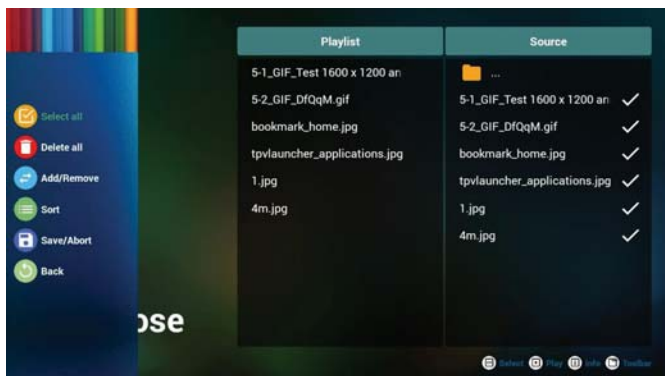 Playlist
Source
5-1_GIF_Test 1600 x 1200 an
5-2_GIF_DfQqM.gif
bookmark_home.jpg
tpvlauncher_applications.jpg
1.jpg
4m.jpg
...
5-1_GIF_Test 1600 x 1200 an
5-2_GIF_DfQqM.gif
bookmark_home.jpg
tpvlauncher_applications.jpg
1.jpg
4m.jpg
Select all
Delete all
Add/Remove
Sort
Save/Abort
Back
ose
Select Play Info Toolbar